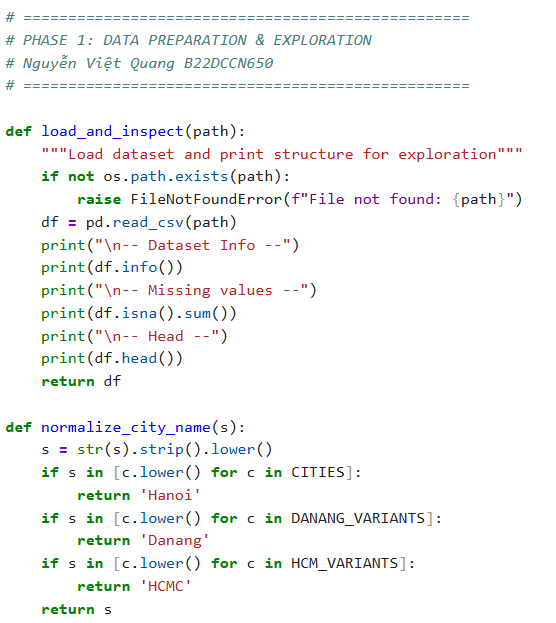 # ==================================================
# PHASE 1: DATA PREPARATION & EXPLORATION
# Nguyễn Việt Quang B22DCCN650
# ==================================================
def load_and_inspect(path):
    """Load dataset and print structure for exploration"""
    if not os.path.exists(path):
        raise FileNotFoundError(f"File not found: {path}")
    df = pd.read_csv(path)
    print("\n-- Dataset Info --")
    print(df.info())
    print("\n-- Missing values --")
    print(df.isna().sum())
    print("\n-- Head --")
    print(df.head())
    return df
def normalize_city_name(s):
    s = str(s).strip().lower()
    if s in [c.lower() for c in CITIES]:
        return 'Hanoi'
    if s in [c.lower() for c in DANANG_VARIANTS]:
        return 'Danang'
    if s in [c.lower() for c in HCM_VARIANTS]:
        return 'HCMC'
    return s